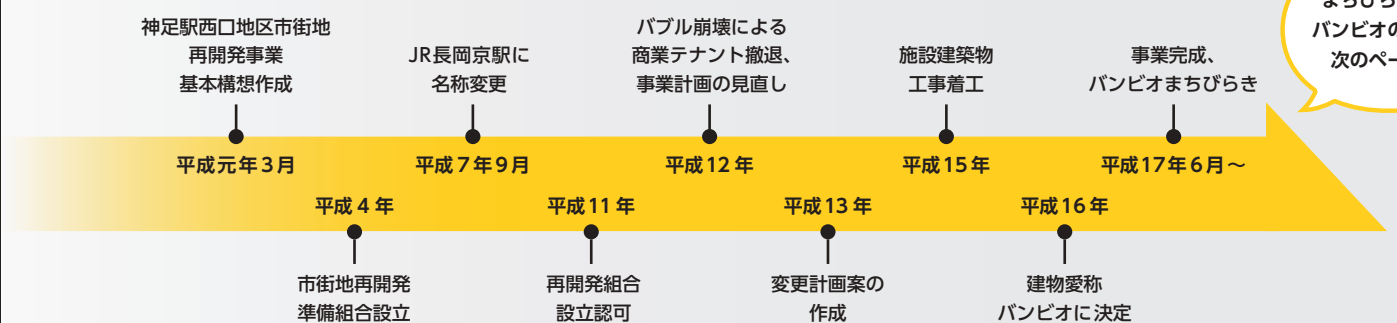 神足駅西口地区市街地
再開発事業
基本構想作成
JR長岡京駅に
名称変更
バブル崩壊による
商業テナント撤退、
事業計画の見直し
施設建築物
工事着工
事業完成、
バンビオまちびらき
バンビオの
次のペー
平成元年3月
平成7年9月
平成12年
平成15年
平成17年6月～
平成4年
平成11年
平成13年
平成16年
市街地再開発
準備組合設立
再開発組合
設立認可
変更計画案の
作成
建物愛称
バンビオに決定